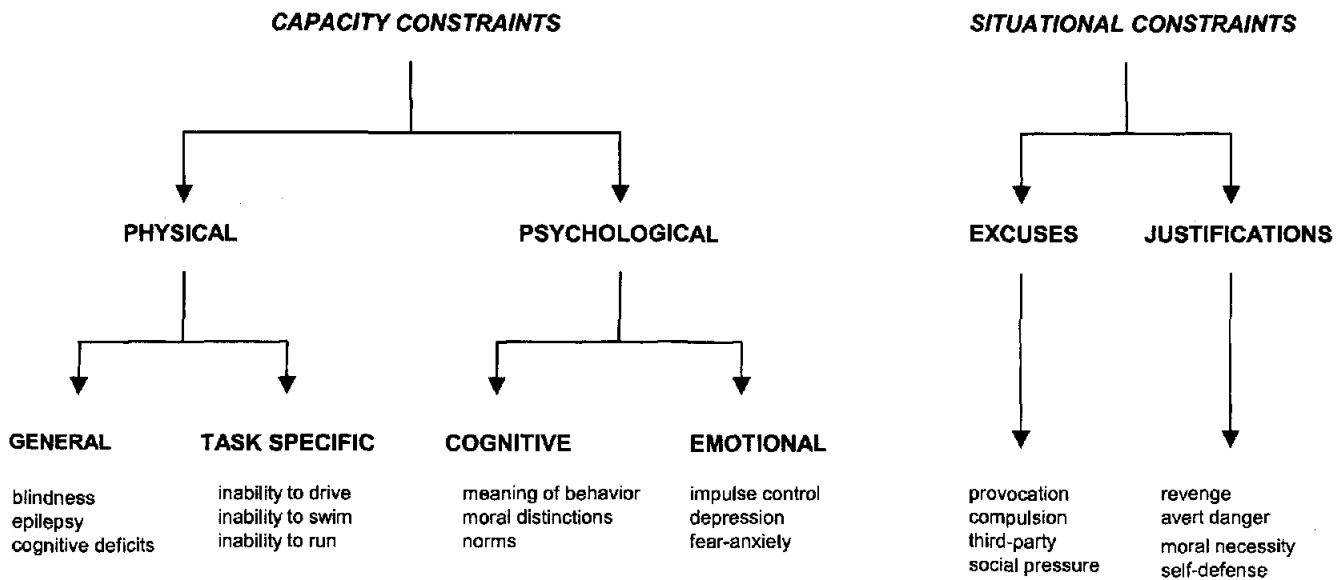 CAPACITY CONSTRAINTS
SITUATIONAL CONSTRAINTS
PHYSICAL
PSYCHOLOGICAL
EXCUSES
JUSTIFICATIONS
GENERAL
blindness
epilepsy
cognitive deficits
TASK SPECIFIC
inability to drive
inability to swim
inability to run
COGNITIVE
meaning of behavior
moral distinctions
norms
EMOTIONAL
impulse control
depression
fear-anxiety
provocation
compulsion
third-party
social pressure
revenge
avert danger
moral necessity
self-defense